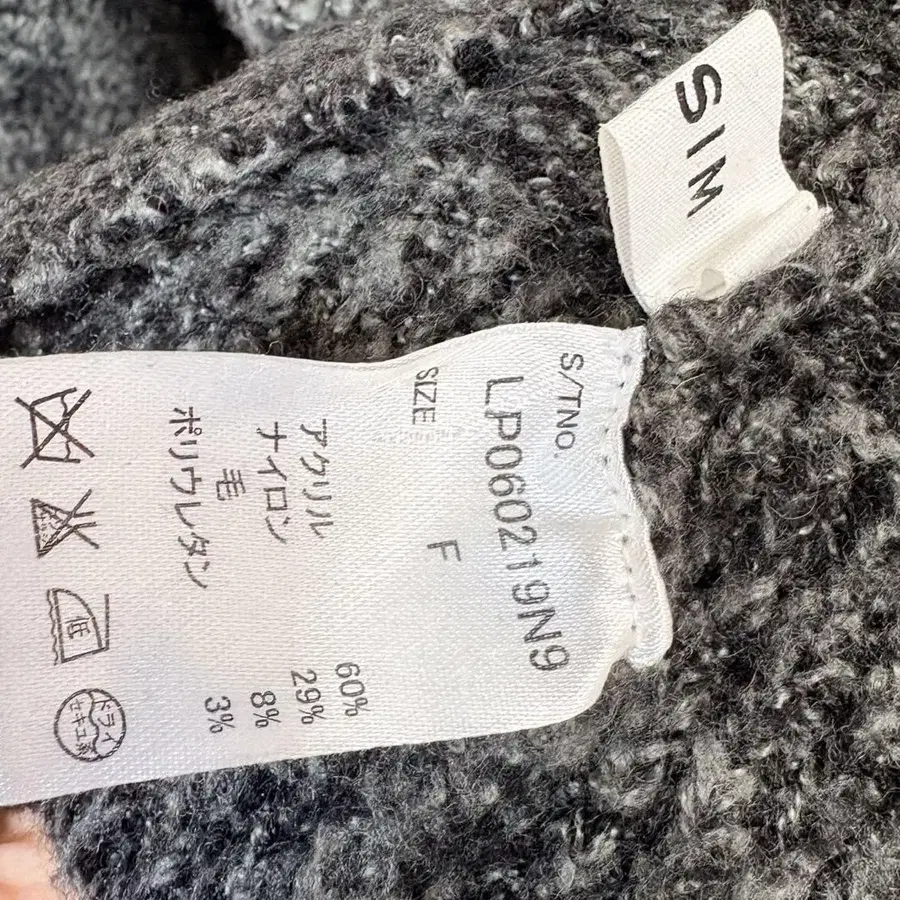 SIM
S/TNO.
LP060219N9
SIZE F
アクリル 60%
ナイロン 29%
毛 8%
ポリウレタン 3%
低
ドライ
セキユ系